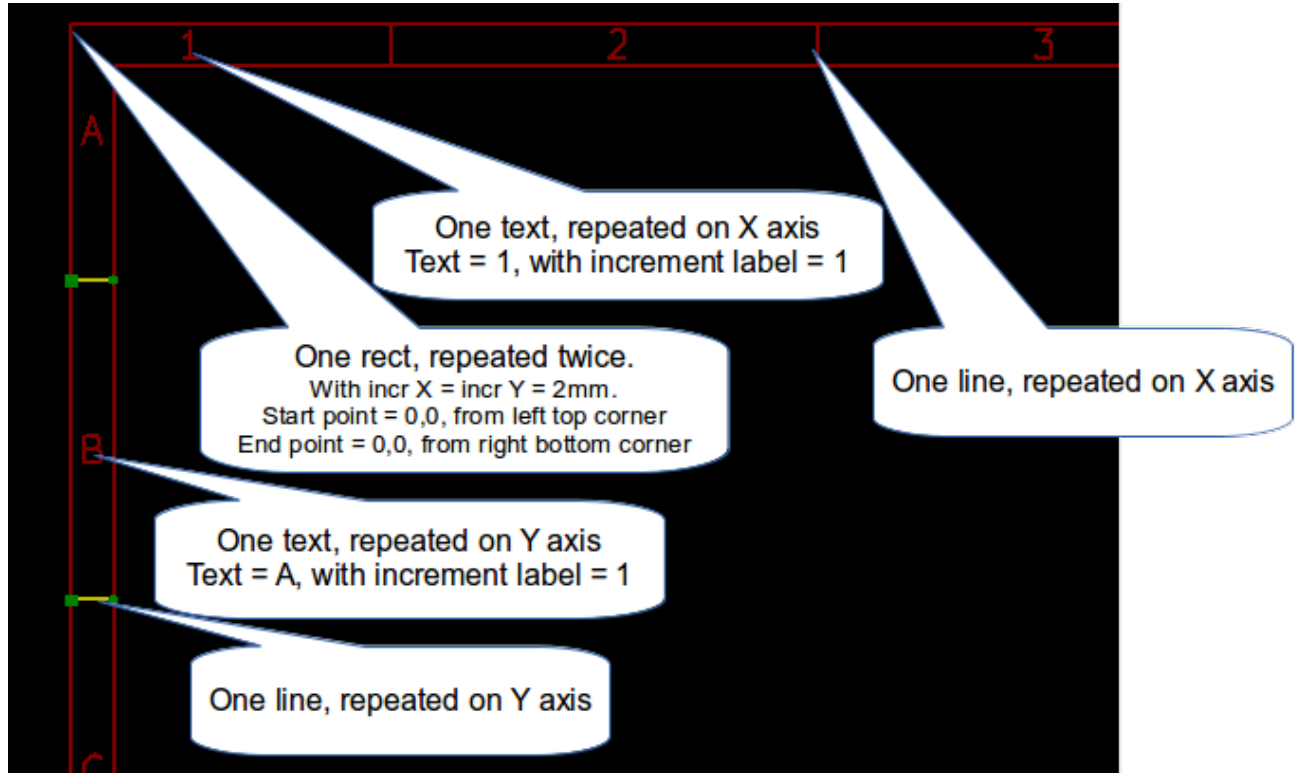 1
2
3
A
One text, repeated on X axis
Text = 1, with increment label = 1
One rect, repeated twice.
With incr X = incr Y = 2mm.
Start point = 0,0, from left top corner
End point = 0,0, from right bottom corner
One line, repeated on X axis
B
One text, repeated on Y axis
Text = A, with increment label = 1
One line, repeated on Y axis
C